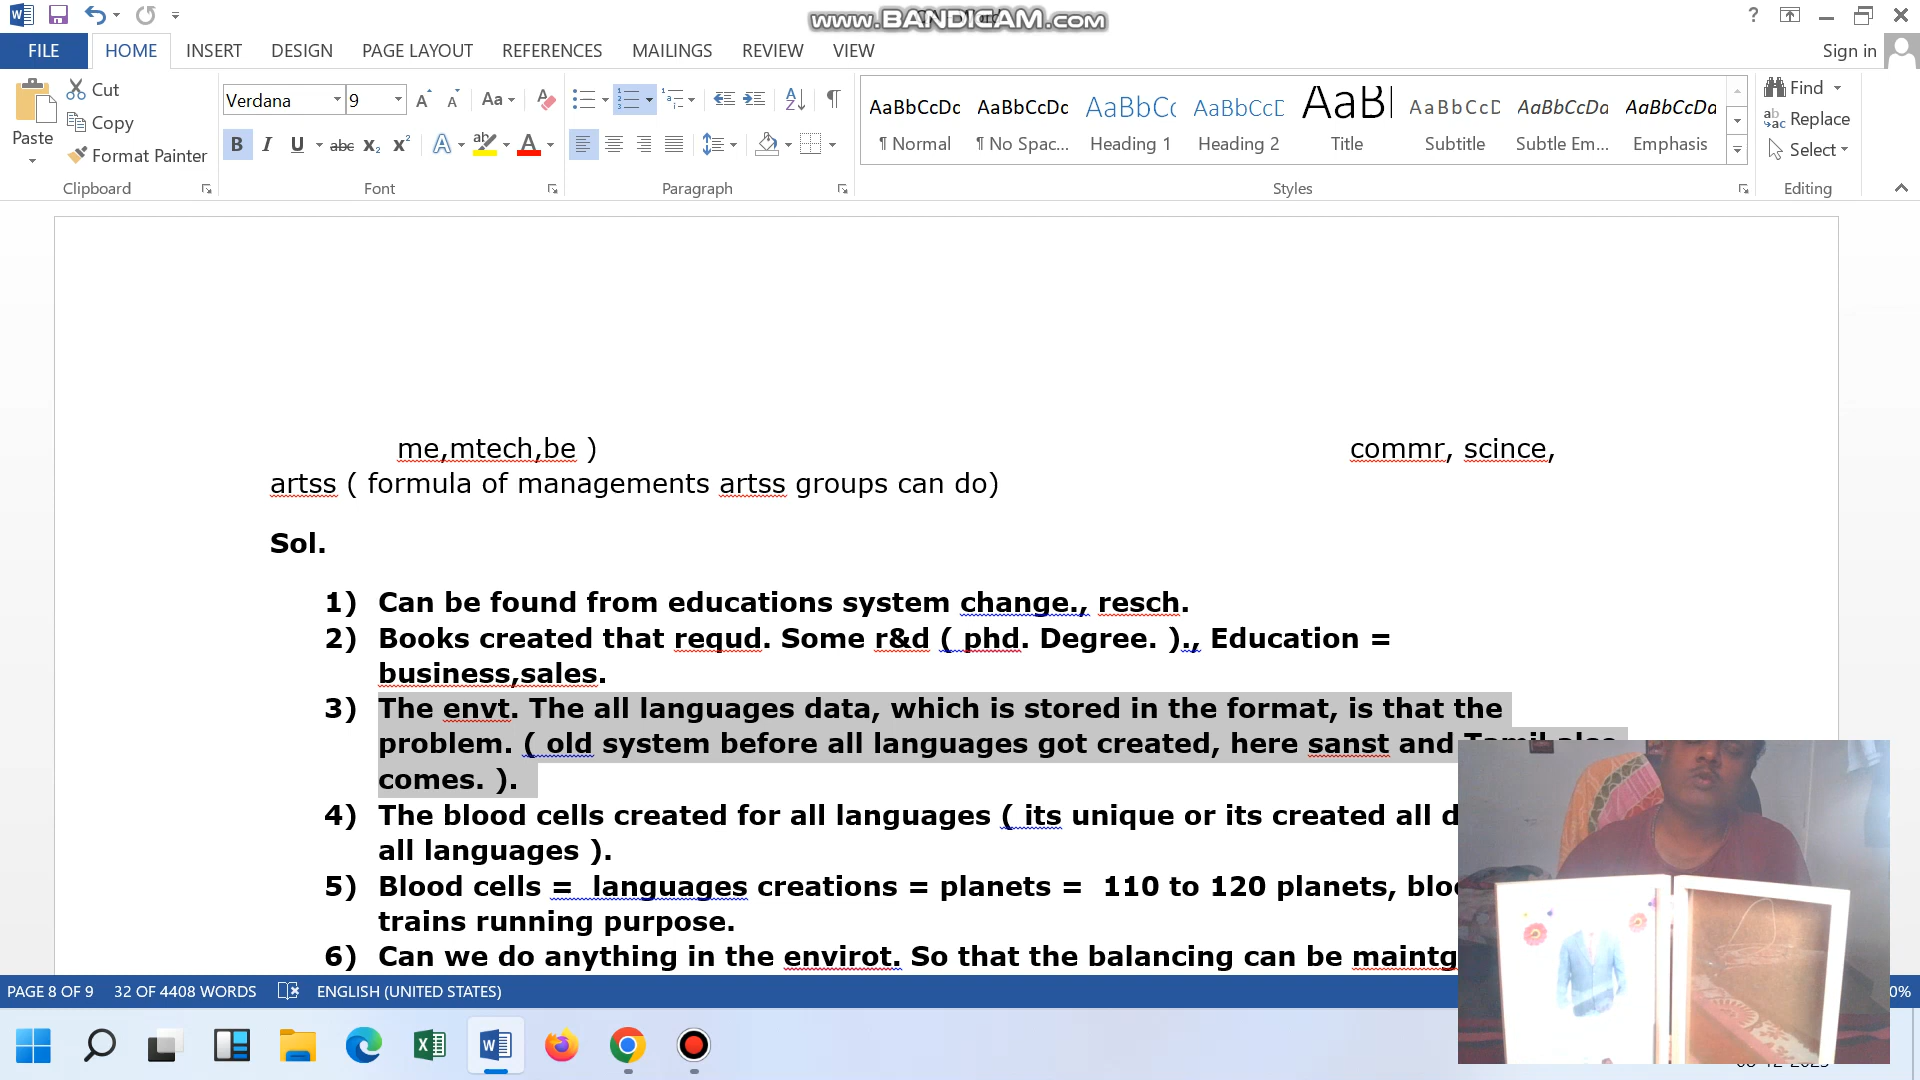 www.BANDICAM.com
FILE HOME INSERT DESIGN PAGE LAYOUT REFERENCES MAILINGS REVIEW VIEW Sign in
Paste Cut Copy Format Painter
Verdana 9
AaBbCcDc AaBbCcDc AaBbC AaBbCcD AaB AaBbCcD AaBbCcDa AaBbCcDa
¶ Normal ¶ No Spac... Heading 1 Heading 2 Title Subtitle Subtle Em... Emphasis
Find
Replace
Select
Clipboard Font Paragraph Styles Editing
me,mtech,be ) commr, scince,
artss ( formula of managements artss groups can do)
Sol.
1) Can be found from educations system change., resch.
2) Books created that requd. Some r&d ( phd. Degree. )., Education =
business,sales.
3) The envt. The all languages data, which is stored in the format, is that the
problem. ( old system before all languages got created, here sanst and Tamil also
comes. ).
4) The blood cells created for all languages ( its unique or its created all
all languages ).
5) Blood cells = languages creations = planets = 110 to 120 planets,
trains running purpose.
6) Can we do anything in the envirot. So that the balancing can be
PAGE 8 OF 9 32 OF 4408 WORDS ENGLISH (UNITED STATES)